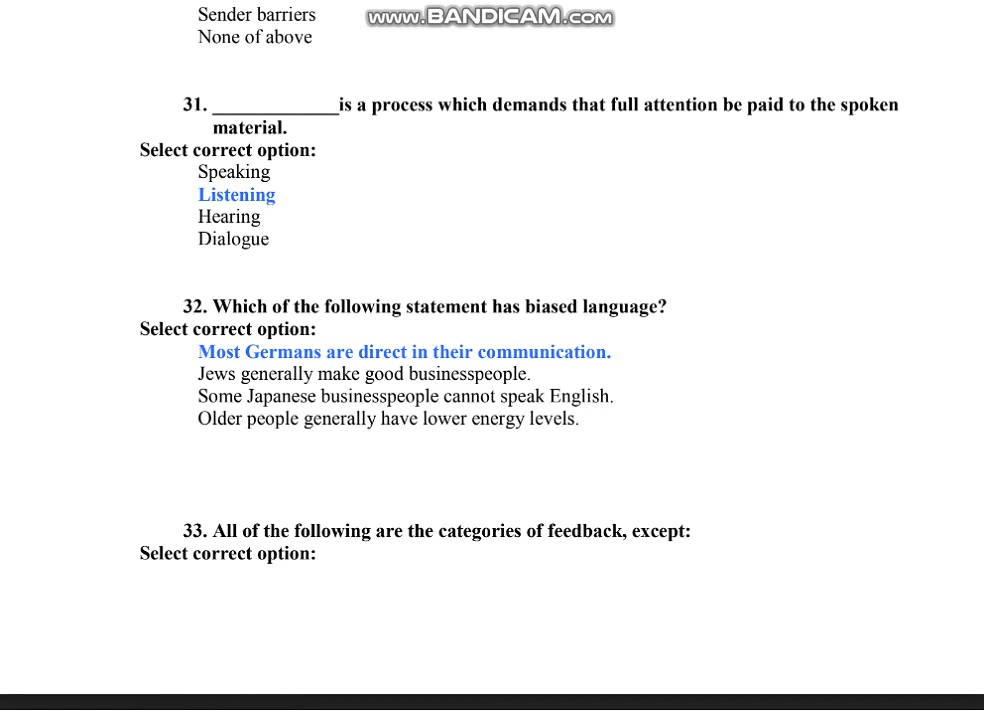 Sender barriers
www.BANDICAM.com
None of above
31. _____________is a process which demands that full attention be paid to the spoken
material.
Select correct option:
Speaking
Listening
Hearing
Dialogue
32. Which of the following statement has biased language?
Select correct option:
Most Germans are direct in their communication.
Jews generally make good businesspeople.
Some Japanese businesspeople cannot speak English.
Older people generally have lower energy levels.
33. All of the following are the categories of feedback, except:
Select correct option: